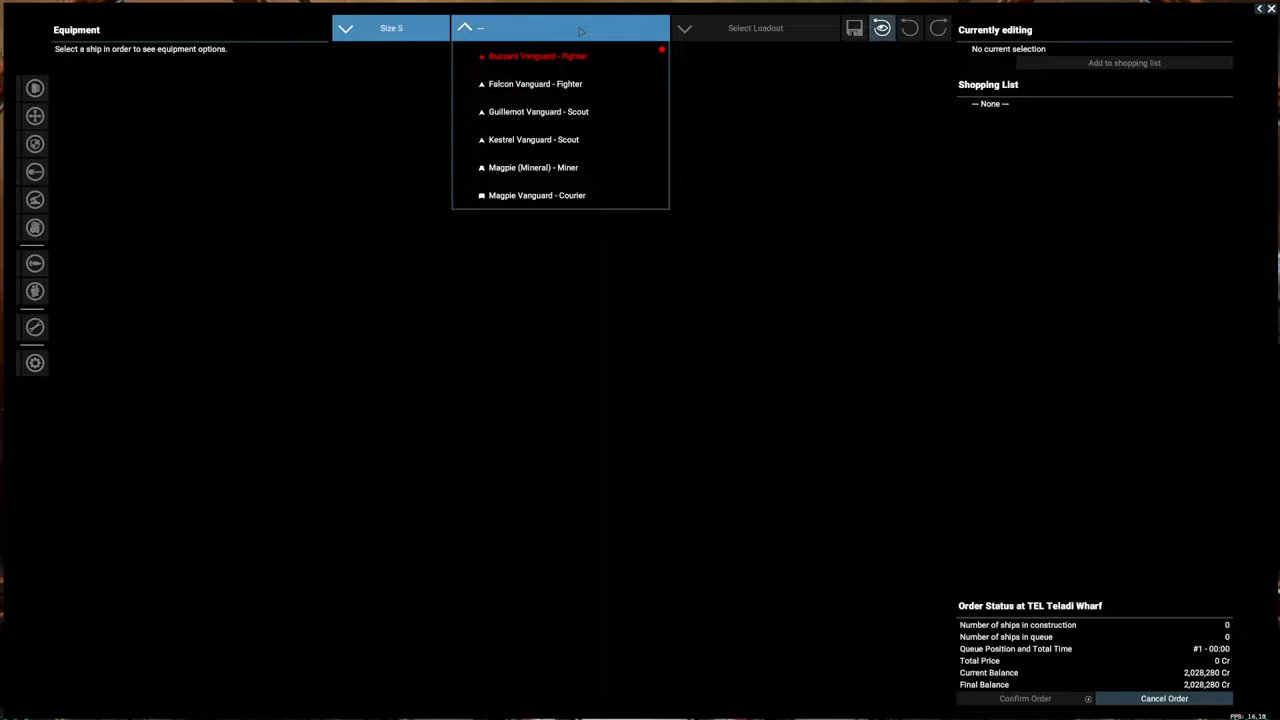 Equipment
Select a ship in order to see equipment options.
Size S
---
Select Loadout
Buzzard Vanguard - Fighter
Falcon Vanguard - Fighter
Guillemot Vanguard - Scout
Kestrel Vanguard - Scout
Magpie (Mineral) - Miner
Magpie Vanguard - Courier
Currently editing
No current selection
Add to shopping list
Shopping List
--- None ---
Order Status at TEL Teladi Wharf
Number of ships in construction 0
Number of ships in queue 0
Queue Position and Total Time #1 - 00:00
Total Price 0 Cr
Current Balance 2,028,280 Cr
Final Balance 2,028,280 Cr
Confirm Order
Cancel Order
FPS: 16.10